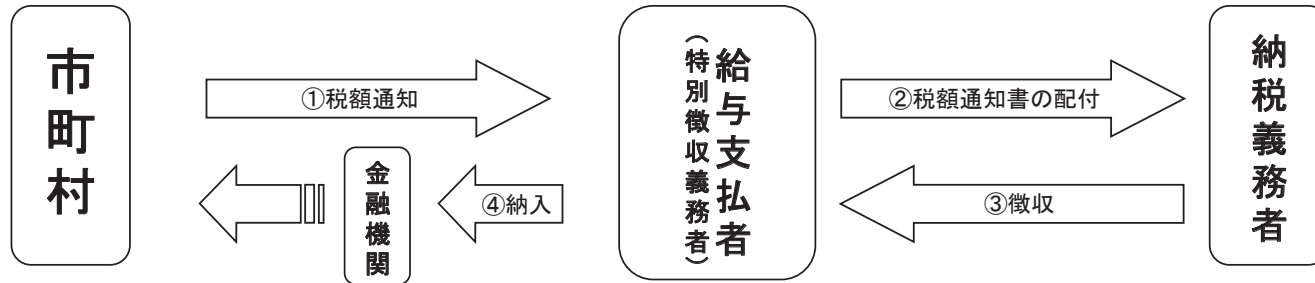 市町村
①税額通知
金融機関
④納入
給与支払者
（特別徴収義務者）
②税額通知書の配付
③徴収
納税義務者